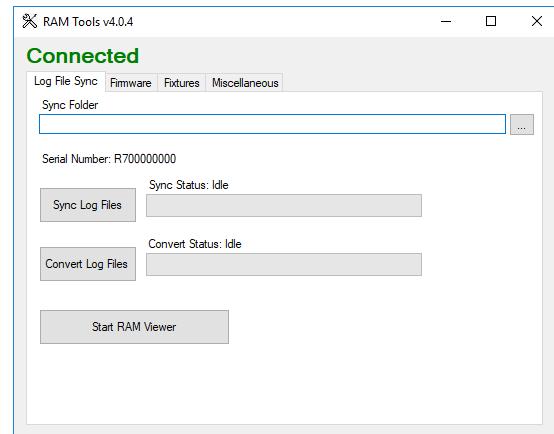 RAM Tools v4.0.4
Connected
Log File Sync Firmware Fixtures Miscellaneous
Sync Folder
...
Serial Number: R700000000
Sync Status: Idle
Sync Log Files
Convert Status: Idle
Convert Log Files
Start RAM Viewer